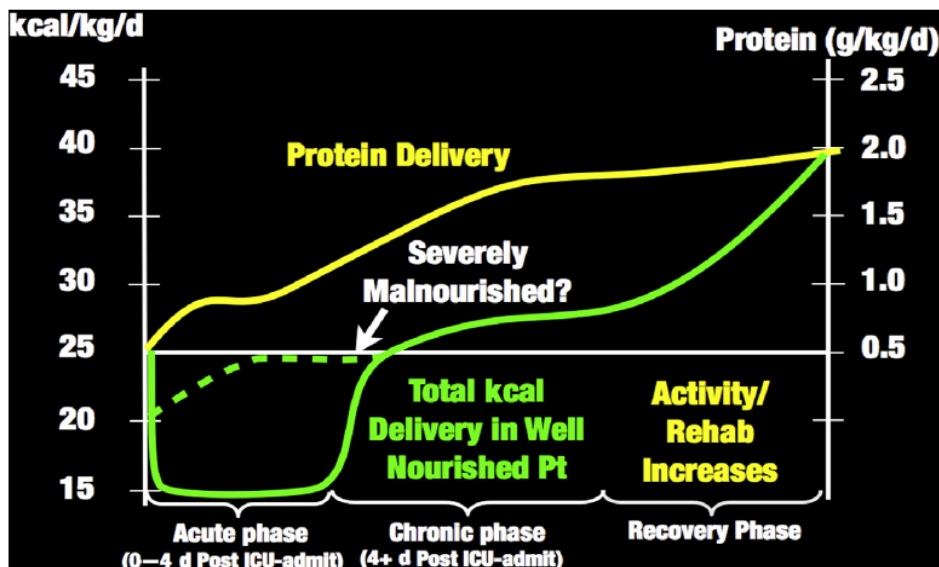 kcal/kg/d
Protein (g/kg/d)
45
2.5
Protein Delivery
40
2.0
35
1.5
Severely
Malnourished?
30
1.0
25
0.5
Total kcal
Delivery in Well
Nourished Pt
Activity/
Rehab
Increases
20
15
Acute phase
(0–4 d Post ICU-admit)
Chronic phase
(4+ d Post ICU-admit)
Recovery Phase